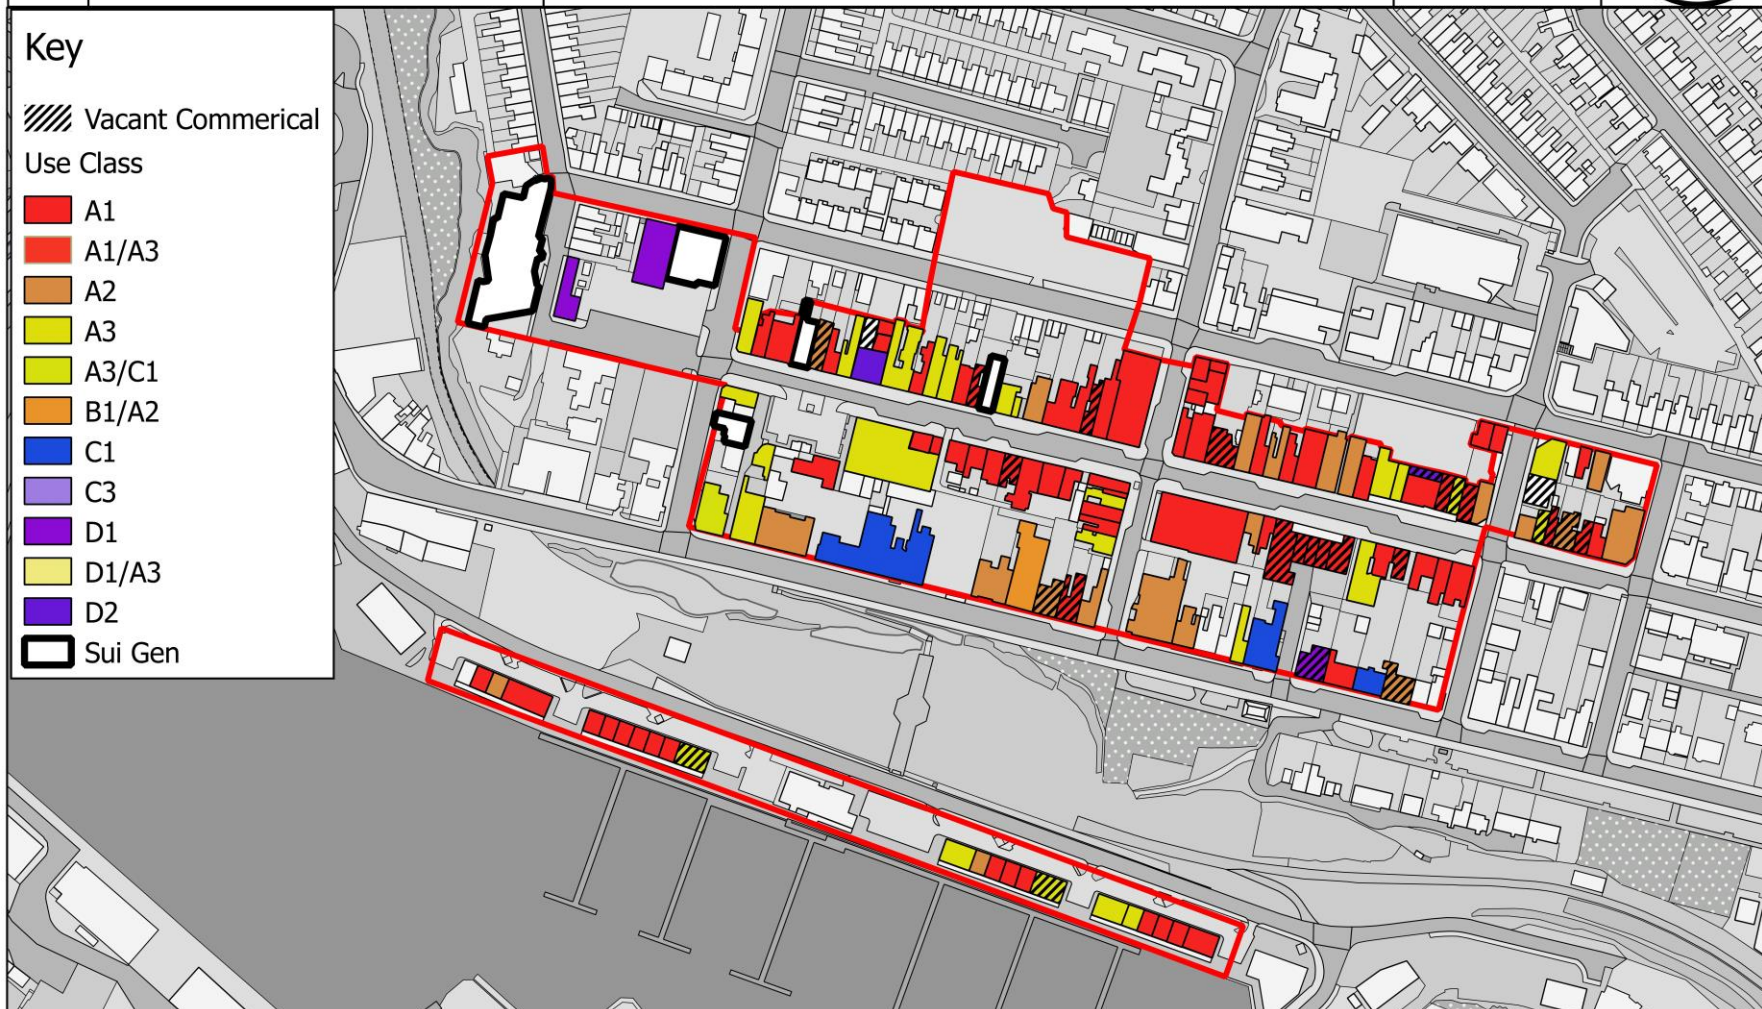 Key
Vacant Commerical
Use Class
A1
A1/A3
A2
A3
A3/C1
B1/A2
C1
C3
D1
D1/A3
D2
Sui Gen